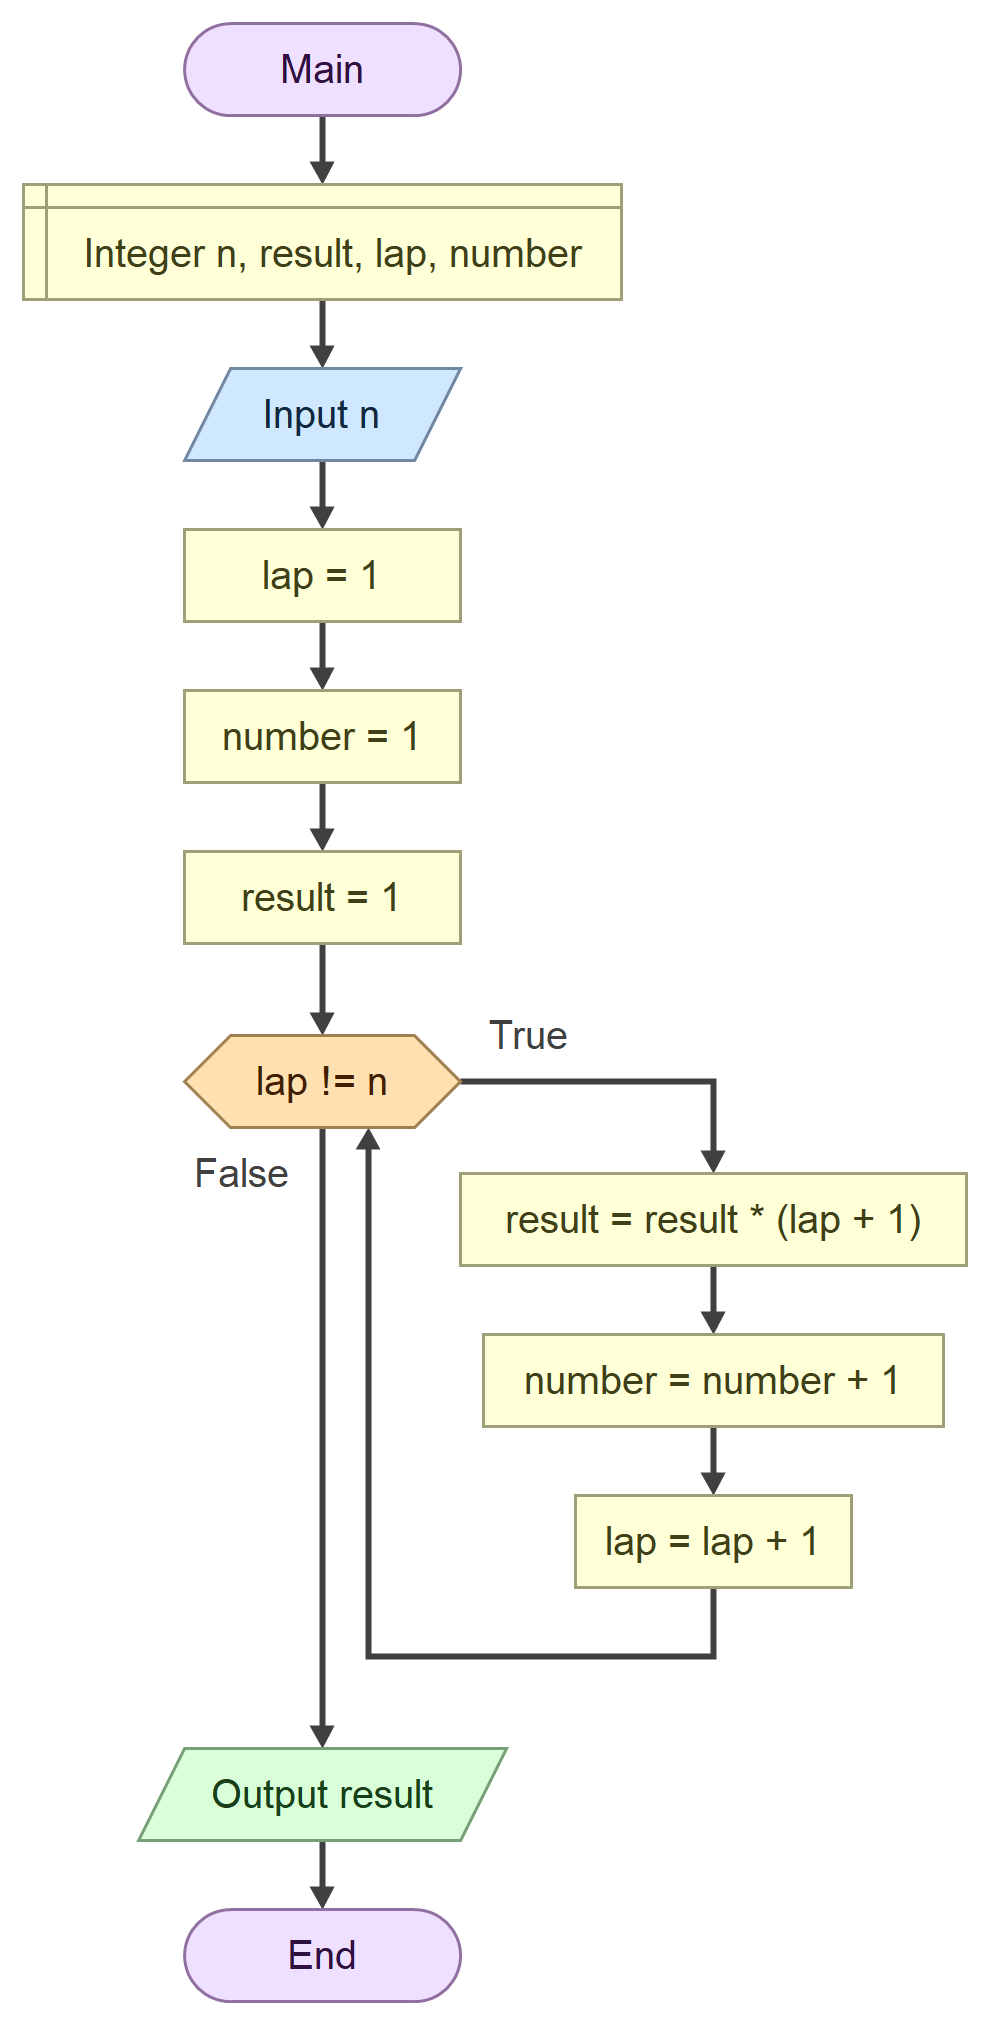 Main
Integer n, result, lap, number
Input n
lap = 1
number = 1
result = 1
lap != n
True
False
result = result * (lap + 1)
number = number + 1
lap = lap + 1
Output result
End